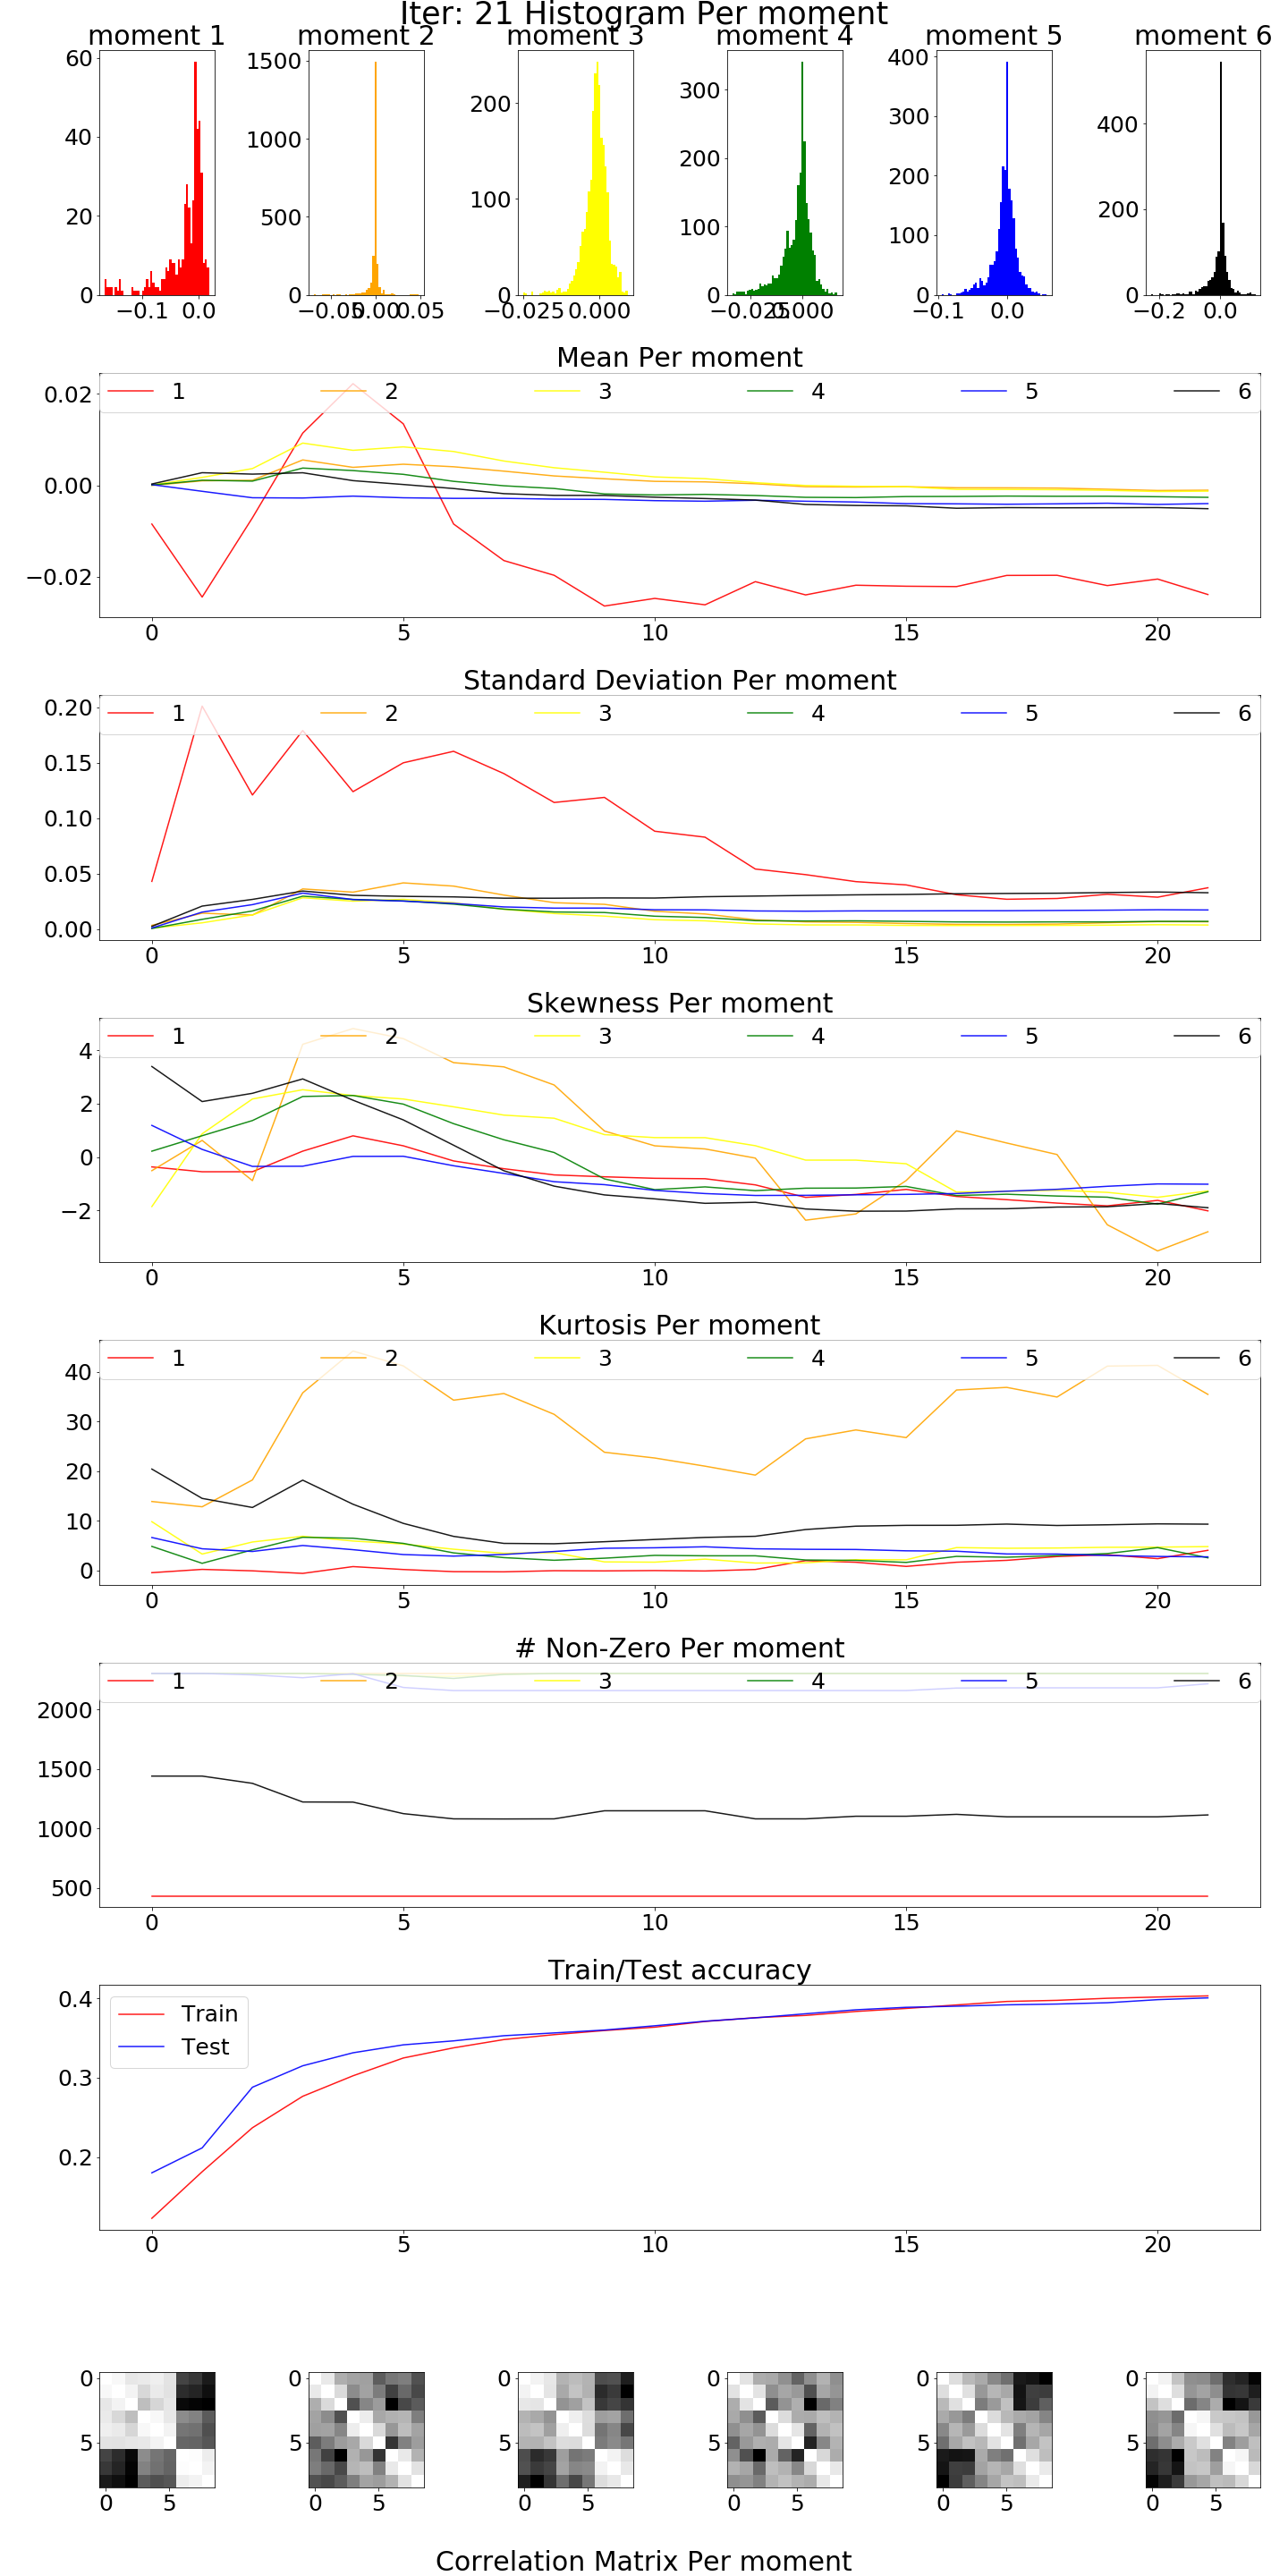 Iter: 21 Histogram Per moment
moment 1 moment 2 moment 3 moment 4 moment 5 moment 6
60 40 20 0
−0.1 0.0
1500 1000 500 0
−0.05 0.00 0.05
200 100 0
−0.025 0.000
300 200 100 0
−0.025 0.000
400 300 200 100 0
−0.1 0.0
400 200 0
−0.2 0.0
Mean Per moment
1 2 3 4 5 6
0.02
0.00
−0.02
0 5 10 15 20
Standard Deviation Per moment
1 2 3 4 5 6
0.20
0.15
0.10
0.05
0.00
0 5 10 15 20
Skewness Per moment
1 2 3 4 5 6
4
2
0
−2
0 5 10 15 20
Kurtosis Per moment
1 2 3 4 5 6
40
30
20
10
0
0 5 10 15 20
# Non-Zero Per moment
1 2 3 4 5 6
2000
1500
1000
500
0 5 10 15 20
Train/Test accuracy
Train
Test
0.4
0.3
0.2
0 5 10 15 20
0 0 0 0 0 0
5 5 5 5 5 5
0 5 0 5 0 5 0 5 0 5 0 5
Correlation Matrix Per moment